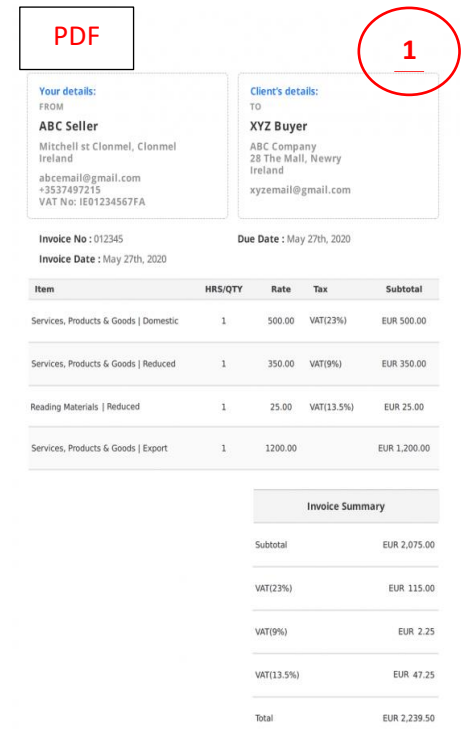 PDF
1
Your details:
FROM
ABC Seller
Mitchell st Clonmel, Clonmel
Ireland
abcemail@gmail.com
+3537497215
VAT No: IE01234567FA
Client's details:
TO
XYZ Buyer
ABC Company
28 The Mall, Newry
Ireland
xyzemail@gmail.com
Invoice No : 012345
Due Date : May 27th, 2020
Invoice Date : May 27th, 2020
Item HRS/QTY Rate Tax Subtotal
Services, Products & Goods | Domestic 1 500.00 VAT(23%) EUR 500.00
Services, Products & Goods | Reduced 1 350.00 VAT(9%) EUR 350.00
Reading Materials | Reduced 1 25.00 VAT(13.5%) EUR 25.00
Services, Products & Goods | Export 1 1200.00 EUR 1,200.00
Invoice Summary
Subtotal EUR 2,075.00
VAT(23%) EUR 115.00
VAT(9%) EUR 2.25
VAT(13.5%) EUR 47.25
Total EUR 2,239.50